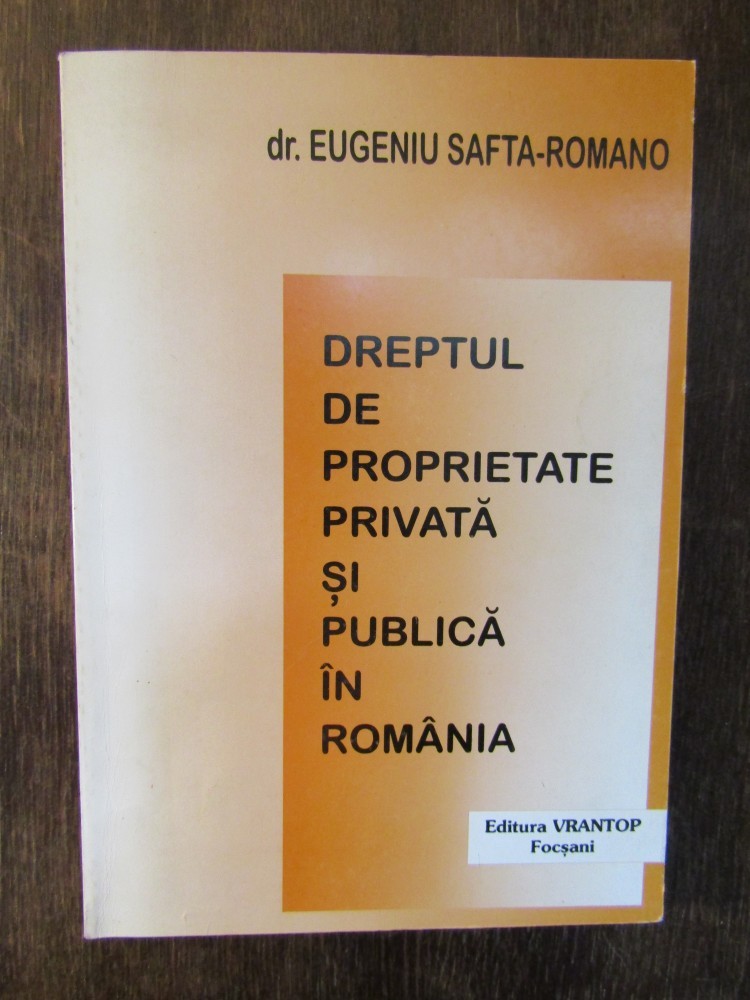 dr. EUGENIU SAFTA-ROMANO
DREPTUL
DE
PROPRIETATE
PRIVATĂ
ȘI
PUBLICĂ
ÎN
ROMÂNIA
Editura VRANTOP
Focșani